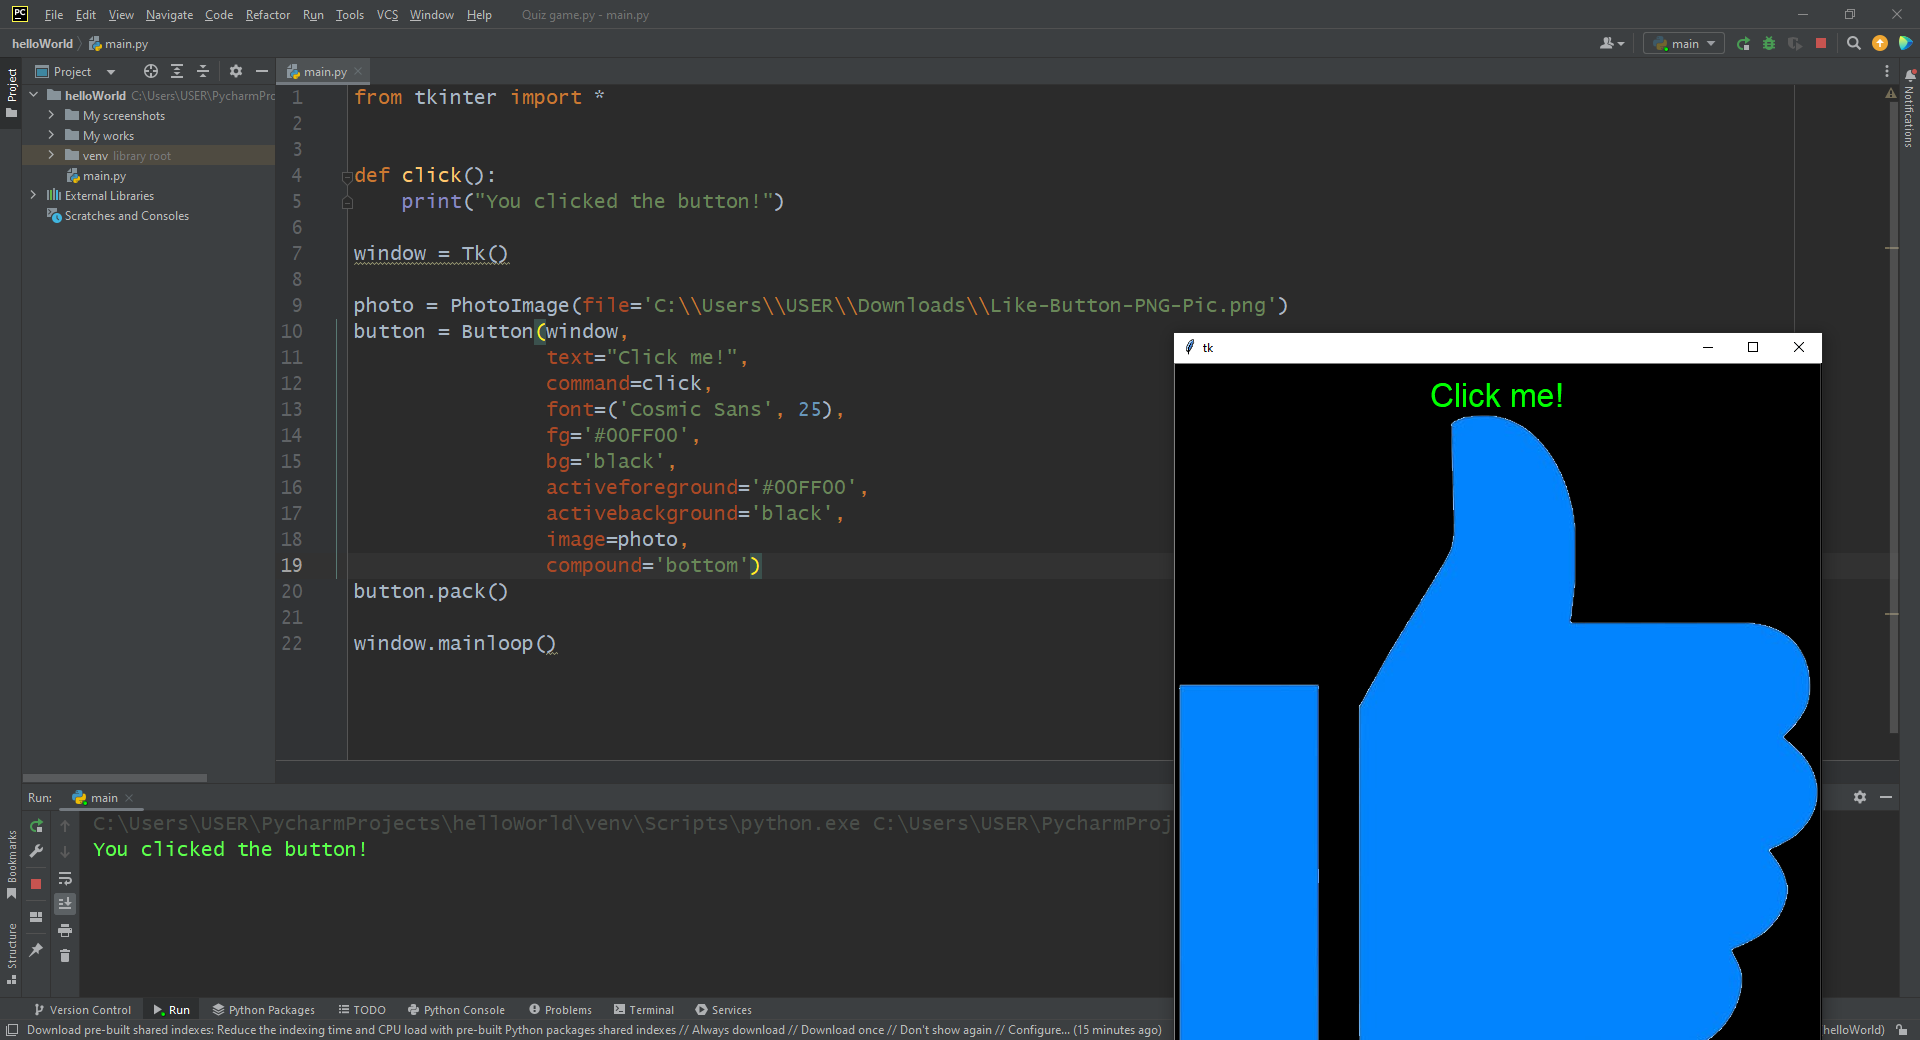 PC File Edit View Navigate Code Refactor Run Tools VCS Window Help Quiz game.py - main.py
helloWorld main.py
main
Project
main.py
Project
Notifications
helloWorld C:\Users\USER\PycharmPro
My screenshots
My works
venv library root
main.py
External Libraries
Scratches and Consoles
1 from tkinter import *
2
3
4 def click():
5 print("You clicked the button!")
6
7 window = Tk()
8
9 photo = PhotoImage(file='C:\\Users\\USER\\Downloads\\Like-Button-PNG-Pic.png')
10 button = Button(window,
11 text="Click me!",
12 command=click,
13 font=('Cosmic Sans', 25),
14 fg='#00FF00',
15 bg='black',
16 activeforeground='#00FF00',
17 activebackground='black',
18 image=photo,
19 compound='bottom')
20 button.pack()
21
22 window.mainloop()
tk
Click me!
Run: main
C:\Users\USER\PycharmProjects\helloWorld\venv\Scripts\python.exe C:\Users\USER\PycharmProj
You clicked the button!
Bookmarks
Structure
Version Control Run Python Packages TODO Python Console Problems Terminal Services
Download pre-built shared indexes: Reduce the indexing time and CPU load with pre-built Python packages shared indexes // Always download // Download once // Don't show again // Configure... (15 minutes ago)
helloWorld)